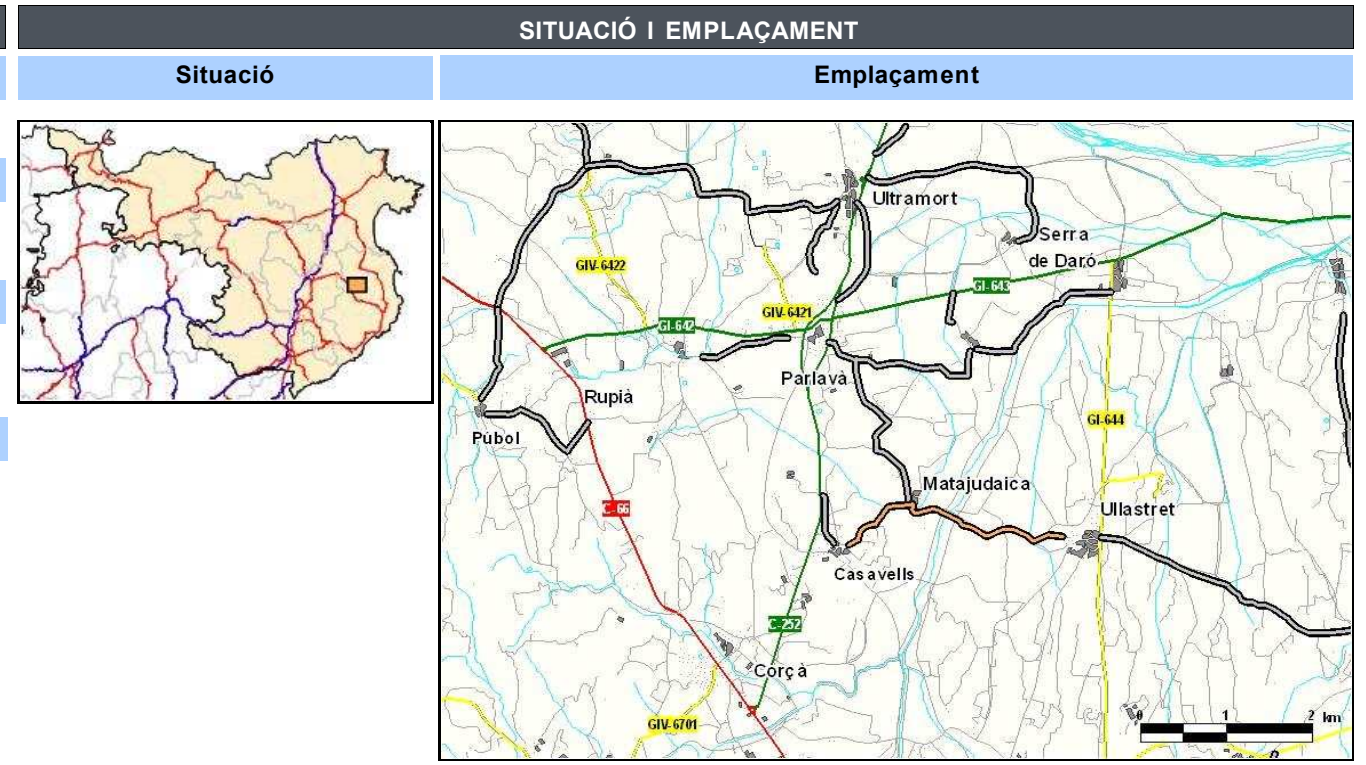 SITUACIÓ I EMPLAÇAMENT
Situació
Emplaçament
Ultramort
Serra
de Daró
GIV-6422
GI-643
GIV-6421
GI-642
Parlavà
Rupià
Púbol
GI-644
Matajudaica
Ullastret
C-66
Casavells
C-252
Corçà
GIV-6701
0 1 2 km